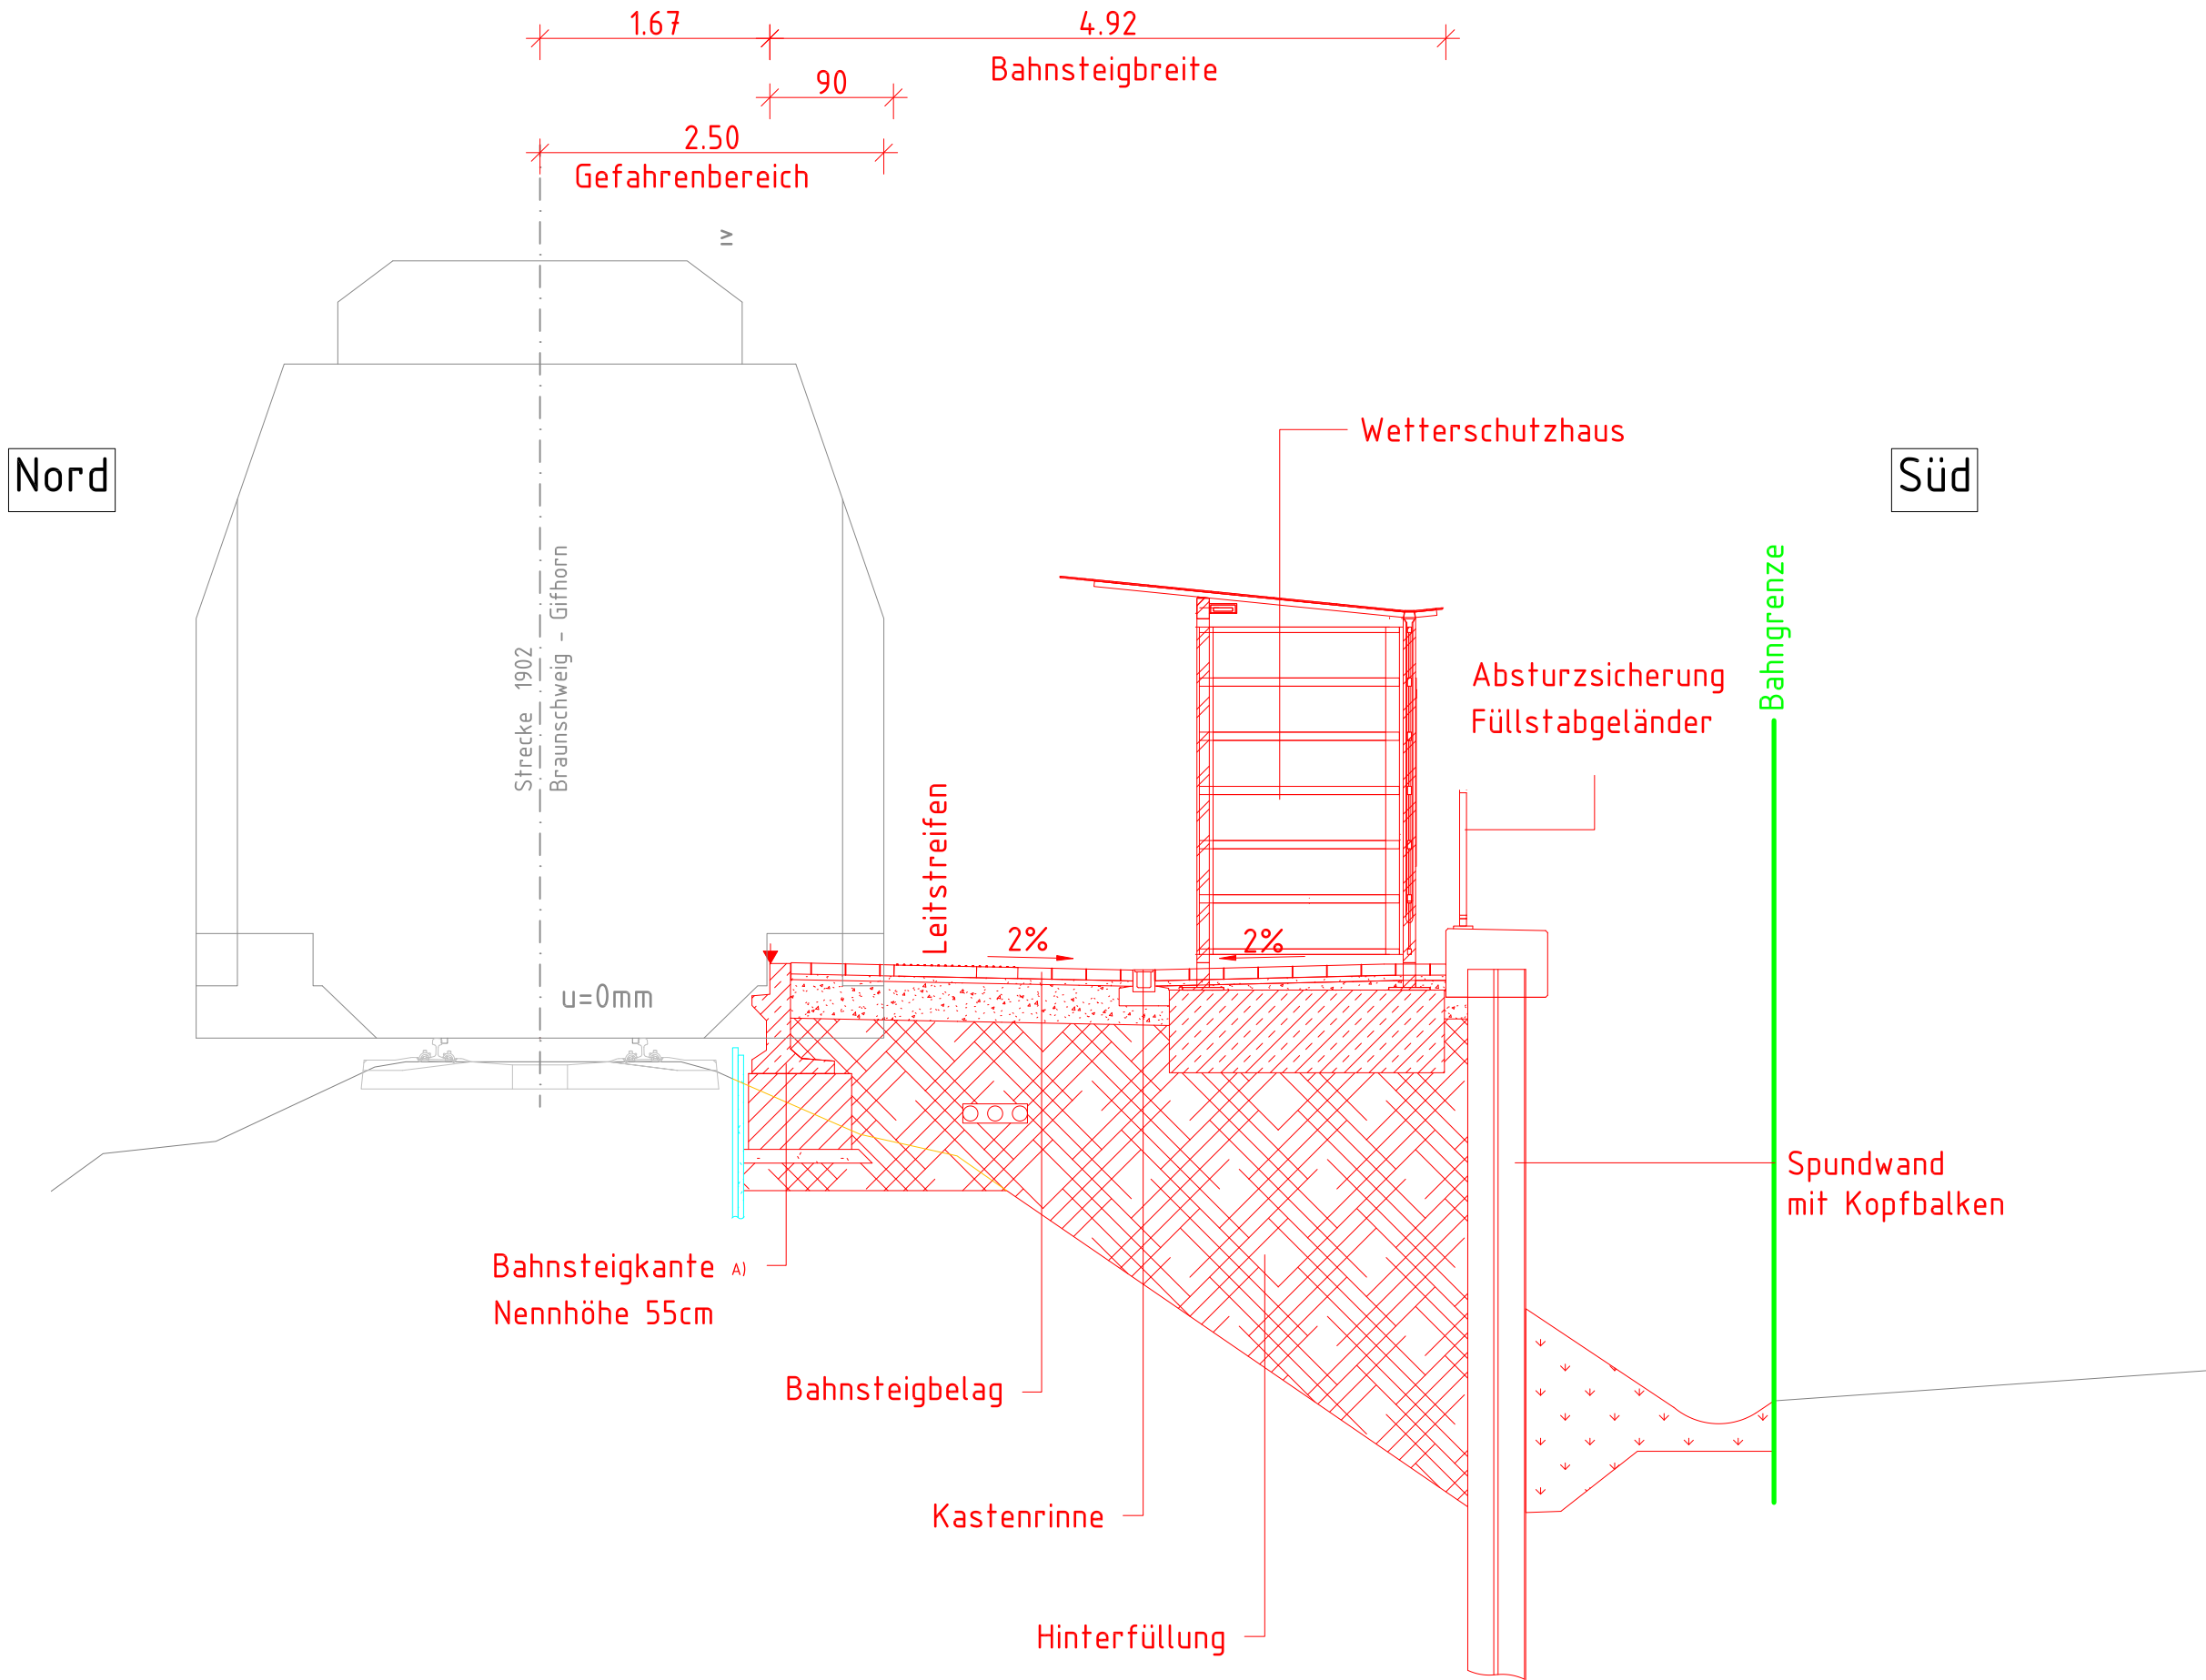 1.67
4.92
Bahnsteigbreite
90
2.50
Gefahrenbereich
≥
Nord
Süd
Wetterschutzhaus
Strecke 1902
Braunschweig - Gifhorn
Bahngrenze
Absturzsicherung
Füllstabgeländer
Leitstreifen
2%
2%
u=0mm
Spundwand
mit Kopfbalken
Bahnsteigkante A)
Nennhöhe 55cm
Bahnsteigbelag
Kastenrinne
Hinterfüllung